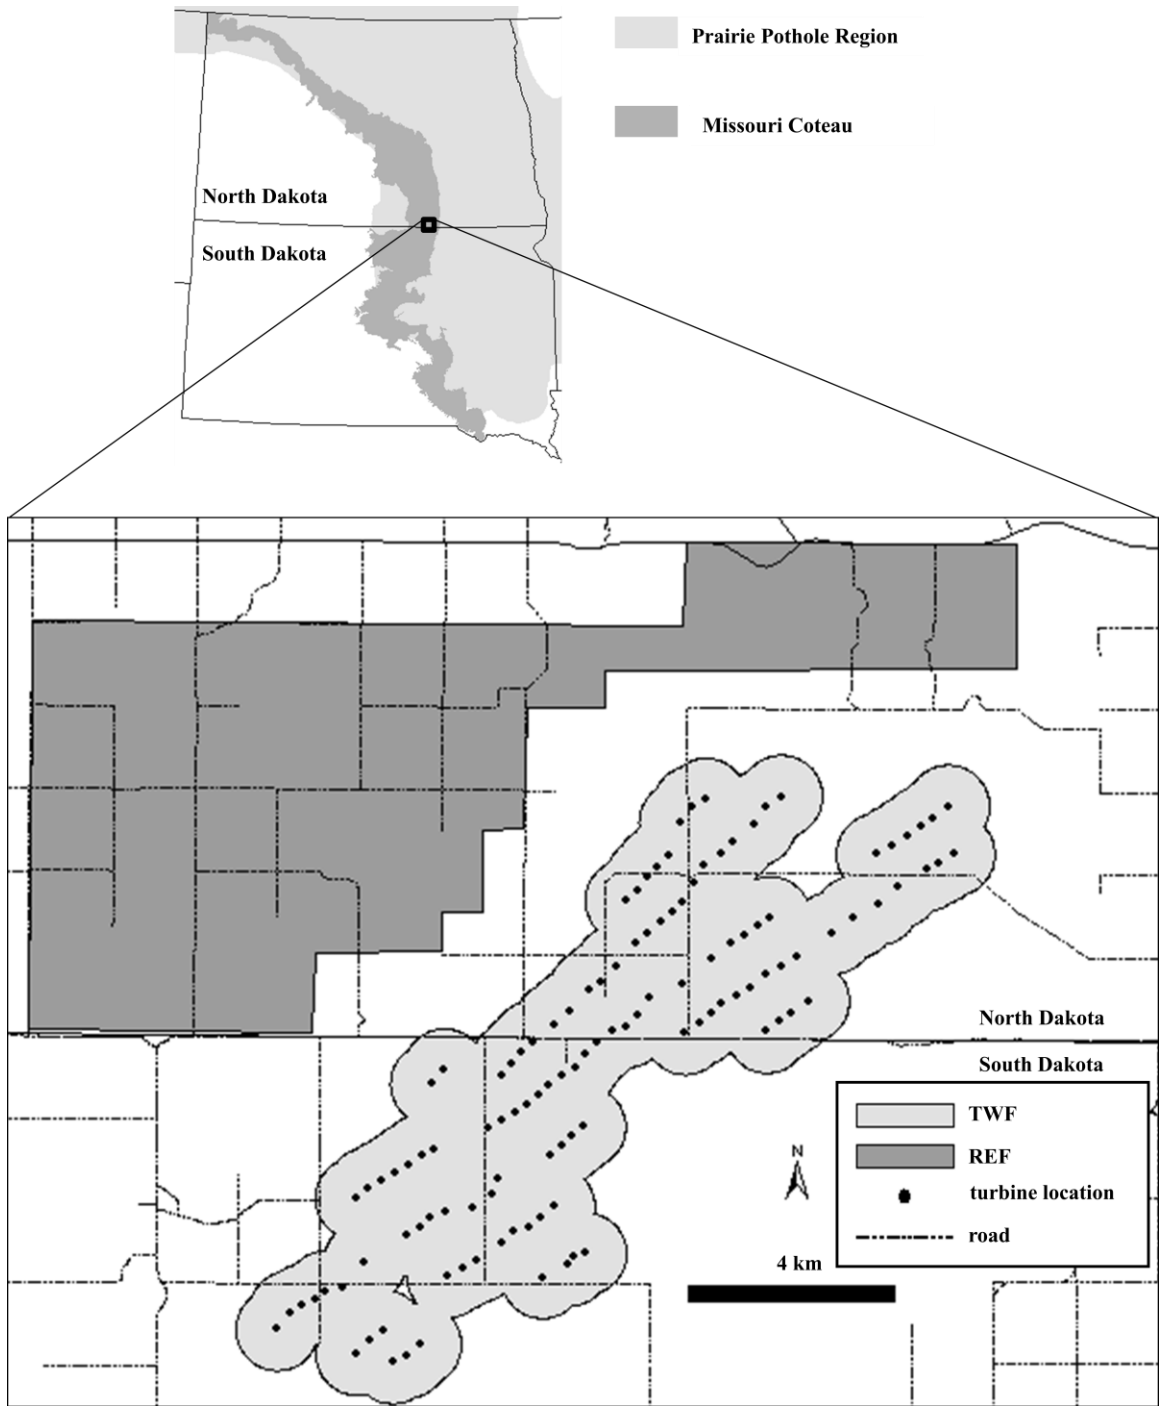 Prairie Pothole Region
Missouri Coteau
North Dakota
South Dakota
North Dakota
South Dakota
TWF
REF
N
turbine location
road
4 km